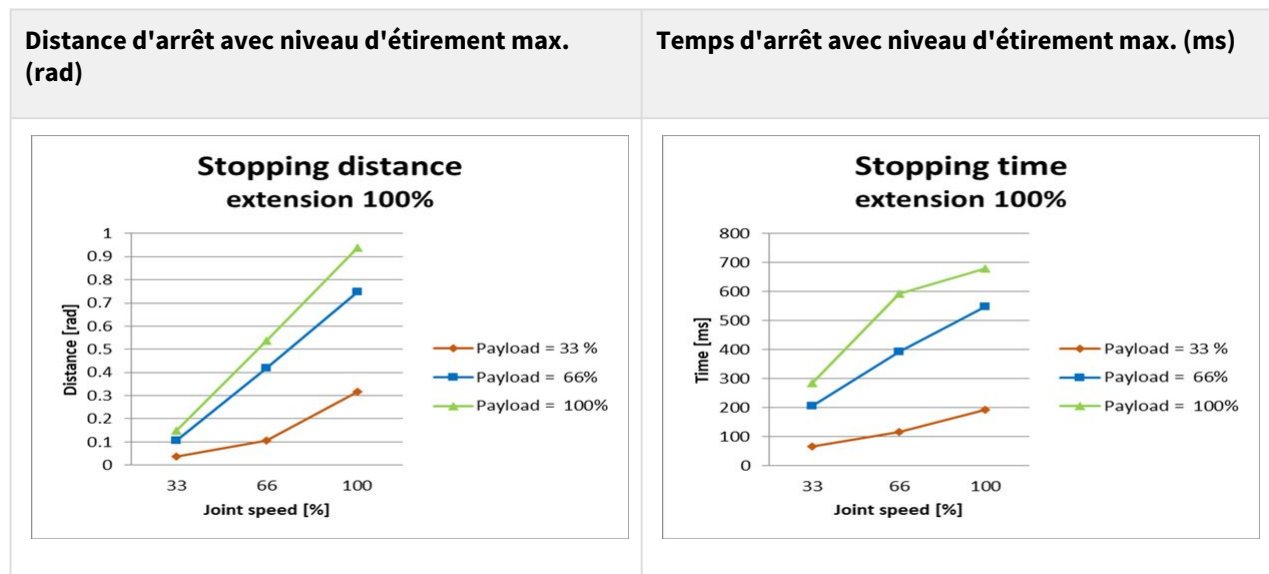 Distance d'arrêt avec niveau d'étirement max.
(rad)
Temps d'arrêt avec niveau d'étirement max. (ms)
Stopping distance
extension 100%
1
0.9
0.8
0.7
0.6
0.5
0.4
0.3
0.2
0.1
0
Distance [rad]
33 66 100
Joint speed [%]
Payload = 33 %
Payload = 66%
Payload = 100%
Stopping time
extension 100%
800
700
600
500
400
300
200
100
0
Time [ms]
33 66 100
Joint speed [%]
Payload = 33 %
Payload = 66%
Payload = 100%